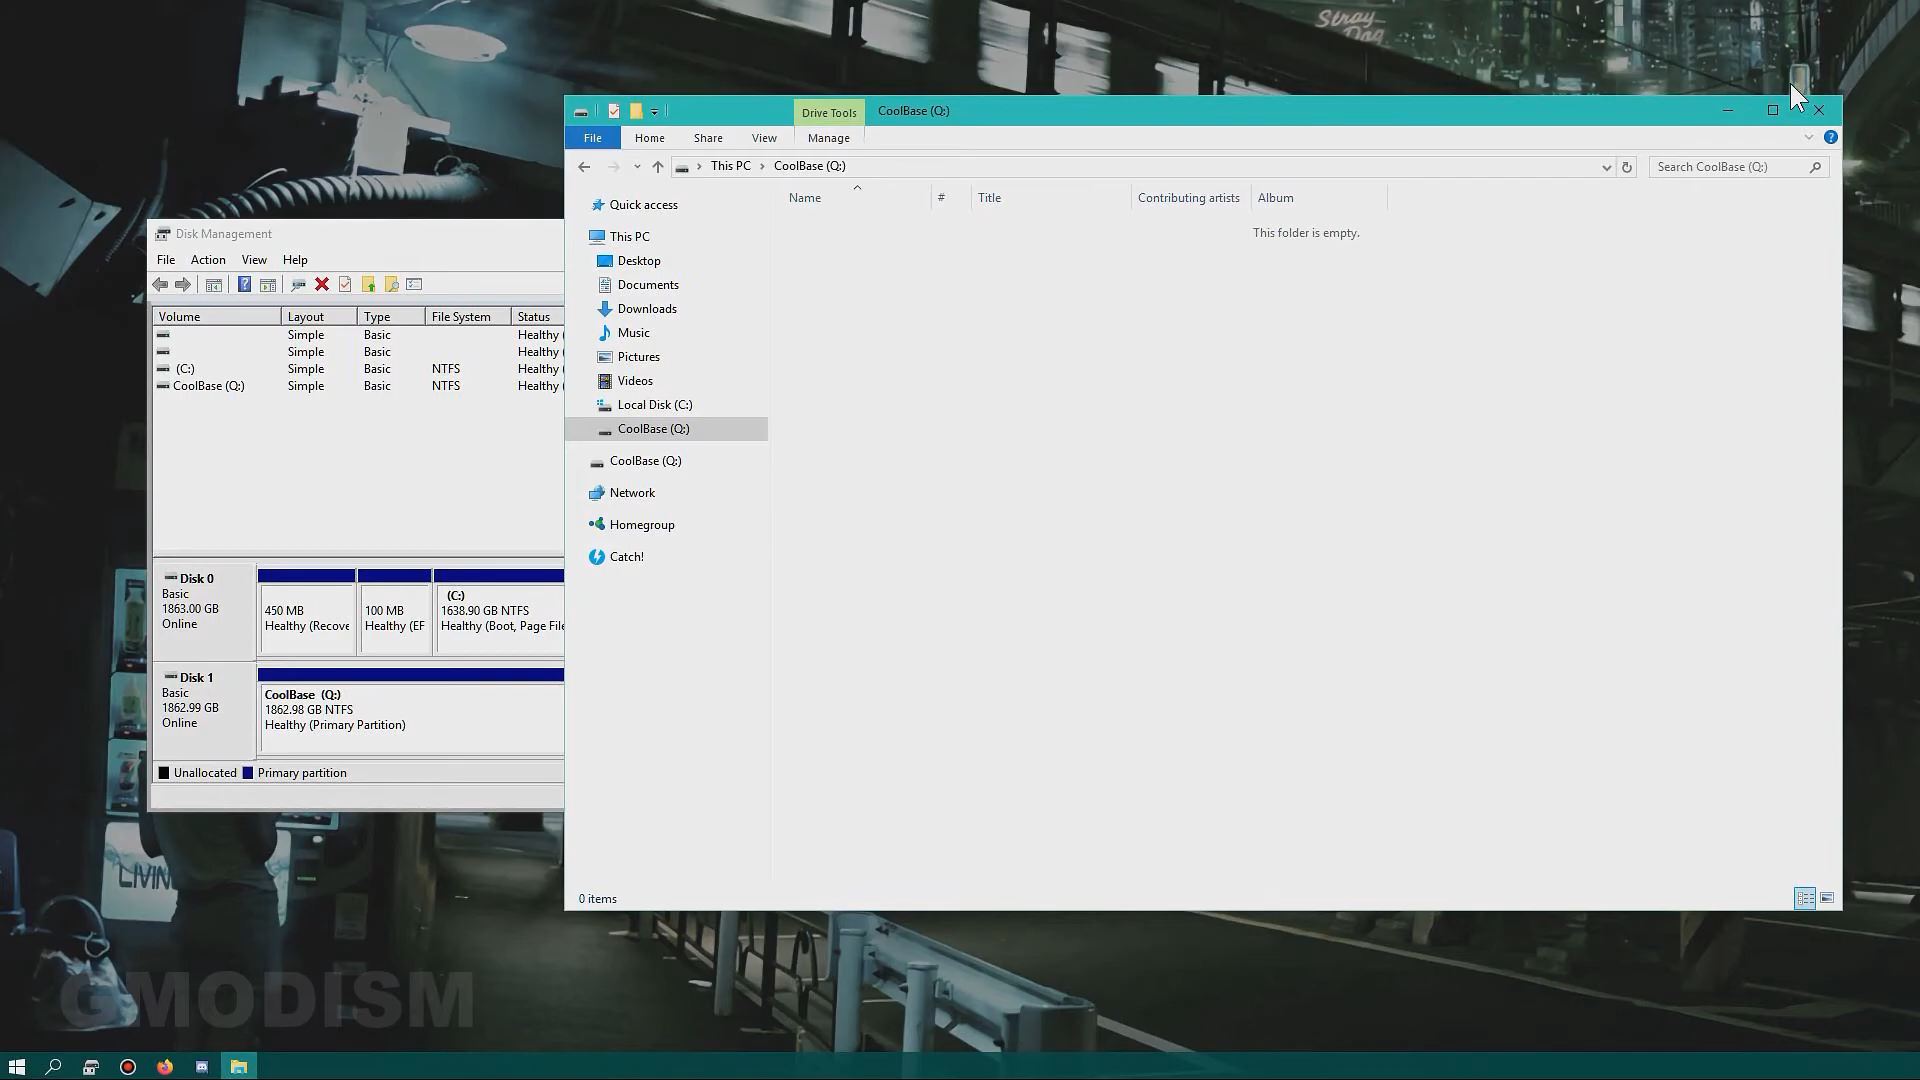 Stray
Dog
Drive Tools
CoolBase (Q:)
File
Home
Share
View
Manage
This PC
CoolBase (Q:)
Search CoolBase (Q:)
Name
#
Title
Contributing artists
Album
This folder is empty.
Quick access
This PC
Desktop
Documents
Downloads
Music
Pictures
Videos
Local Disk (C:)
CoolBase (Q:)
CoolBase (Q:)
Network
Homegroup
Catch!
0 items
Disk Management
File
Action
View
Help
Volume
Layout
Type
File System
Status
Simple
Basic
Healthy (
Simple
Basic
Healthy (
(C:)
Simple
Basic
NTFS
Healthy (
CoolBase (Q:)
Simple
Basic
NTFS
Healthy (
Disk 0
Basic
1863.00 GB
Online
450 MB
Healthy (Recove
100 MB
Healthy (EF
(C:)
1638.90 GB NTFS
Healthy (Boot, Page File
Disk 1
Basic
1862.99 GB
Online
CoolBase (Q:)
1862.98 GB NTFS
Healthy (Primary Partition)
Unallocated
Primary partition
LIVIN
GMODISM